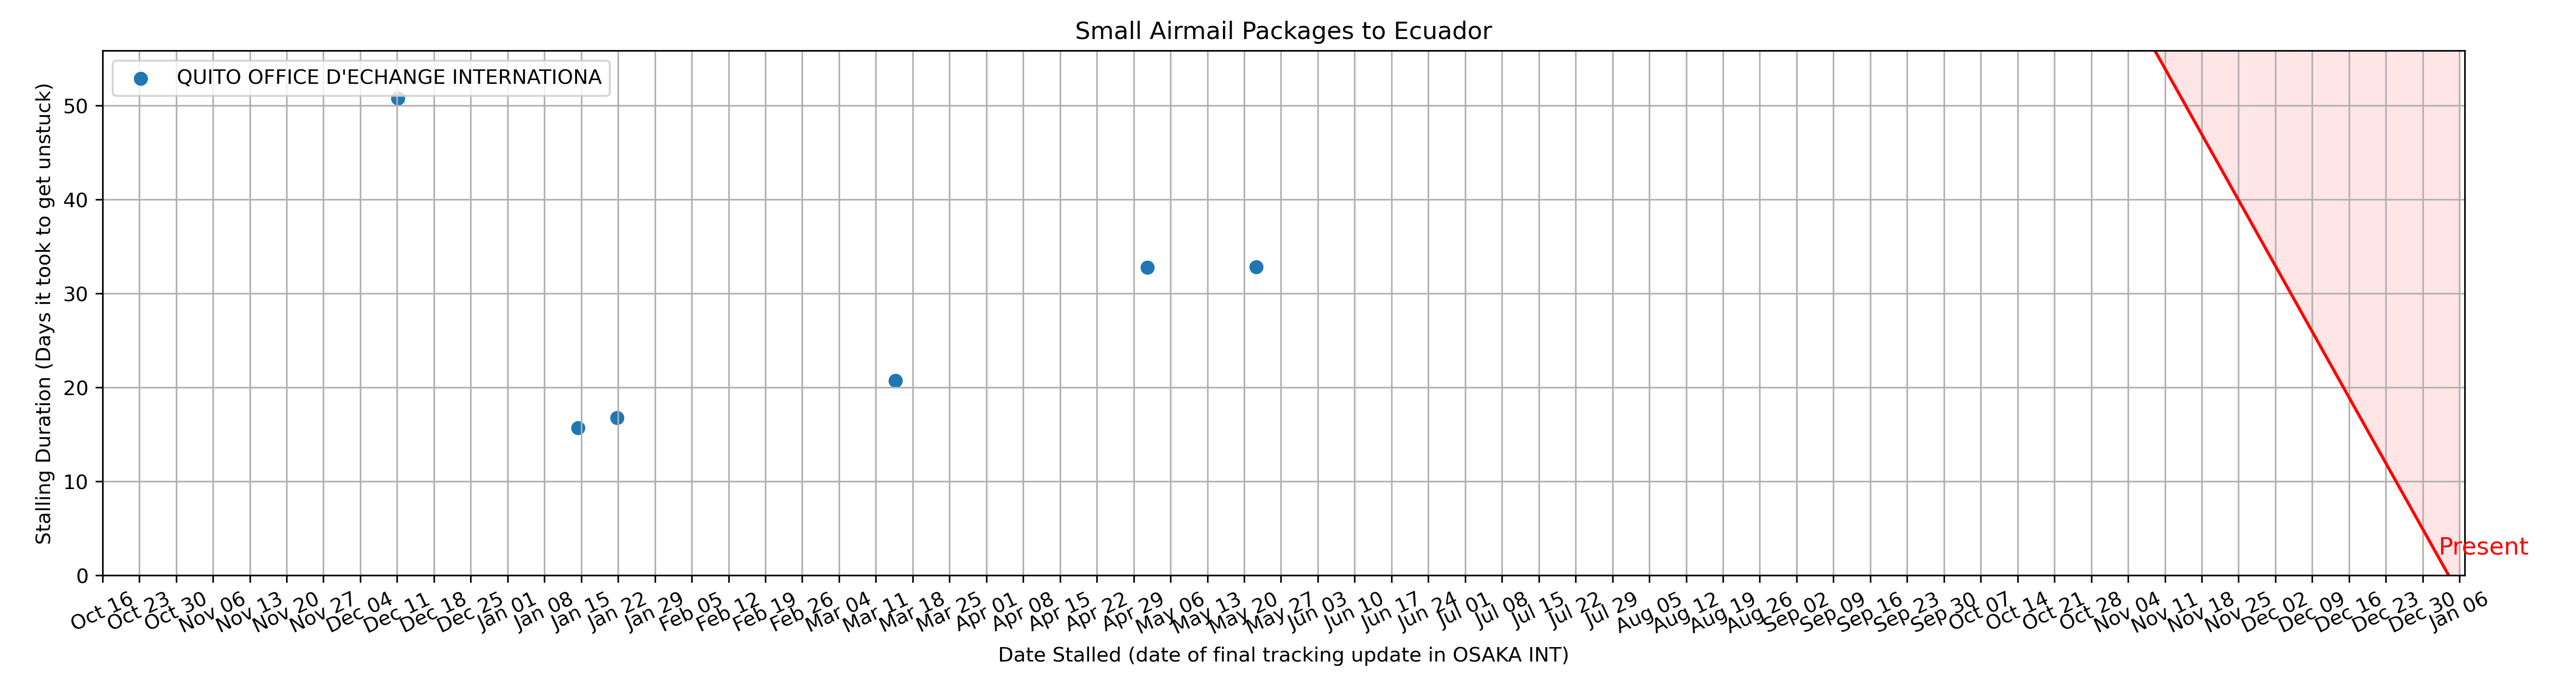 Small Airmail Packages to Ecuador
QUITO OFFICE D'ECHANGE INTERNATIONA
Stalling Duration (Days it took to get unstuck)
50
40
30
20
10
0
Present
Oct 16
Oct 23
Oct 30
Nov 06
Nov 13
Nov 20
Nov 27
Dec 04
Dec 11
Dec 18
Dec 25
Jan 01
Jan 08
Jan 15
Jan 22
Jan 29
Feb 05
Feb 12
Feb 19
Feb 26
Mar 04
Mar 11
Mar 18
Mar 25
Apr 01
Apr 08
Apr 15
Apr 22
Apr 29
May 06
May 13
May 20
May 27
Jun 03
Jun 10
Jun 17
Jun 24
Jul 01
Jul 08
Jul 15
Jul 22
Jul 29
Aug 05
Aug 12
Aug 19
Aug 26
Sep 02
Sep 09
Sep 16
Sep 23
Sep 30
Oct 07
Oct 14
Oct 21
Oct 28
Nov 04
Nov 11
Nov 18
Nov 25
Dec 02
Dec 09
Dec 16
Dec 23
Dec 30
Jan 06
Date Stalled (date of final tracking update in OSAKA INT)